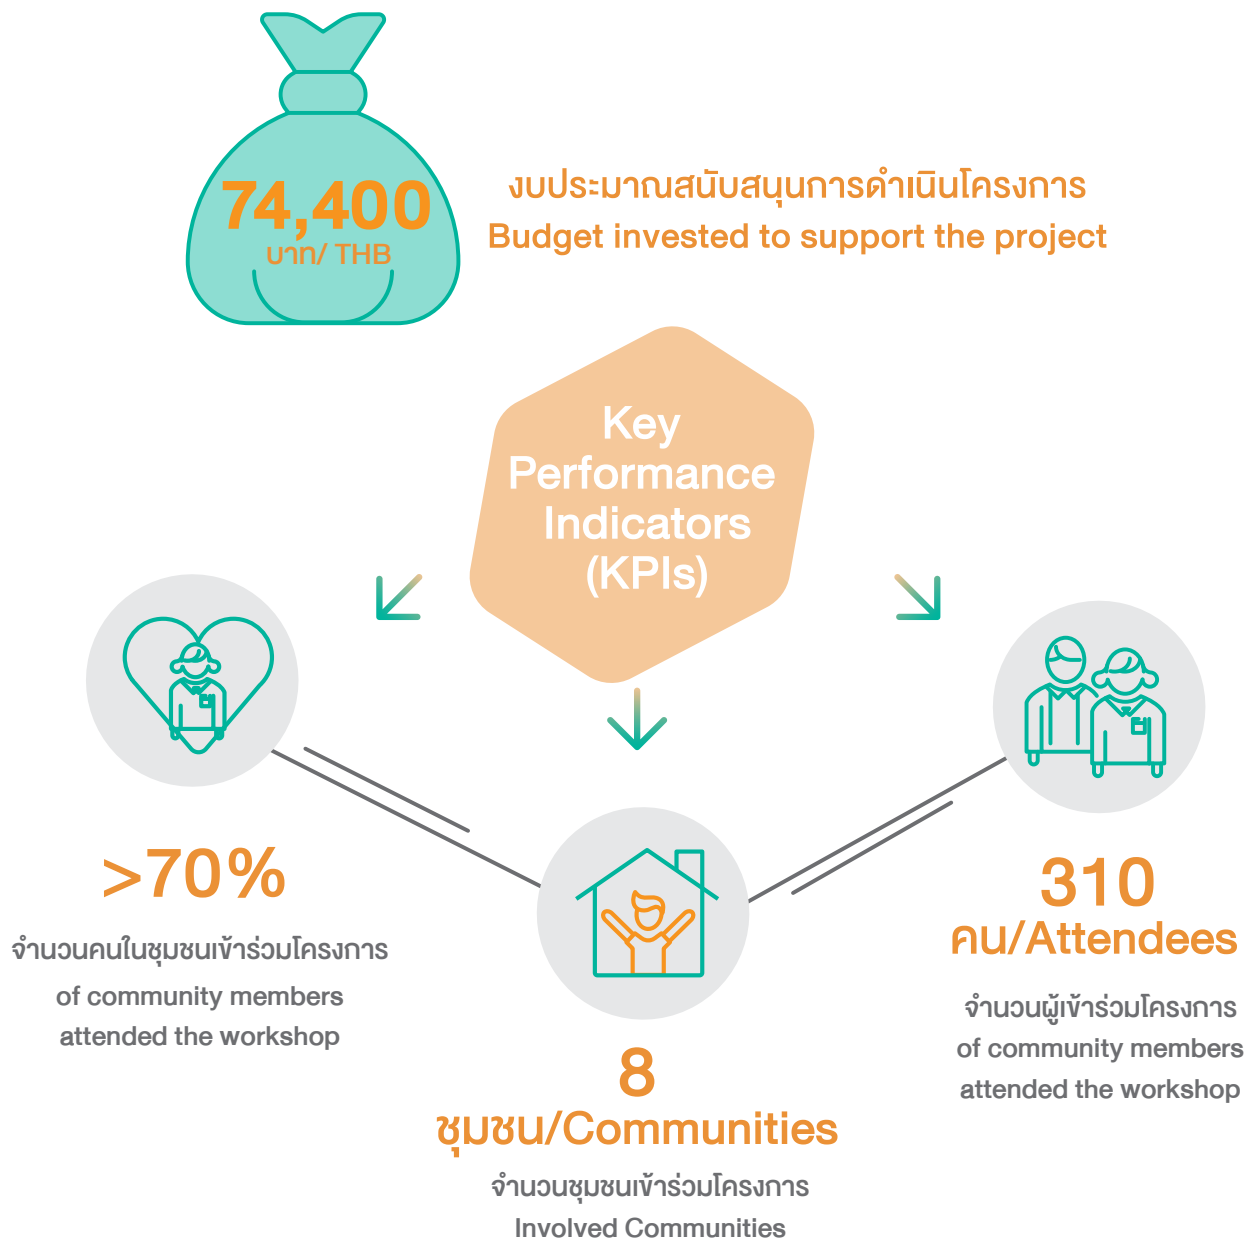 74,400
บาท/ THB
งบประมาณสนับสนุนการดำเนินโครงการ
Budget invested to support the project
Key
Performance
Indicators
(KPIs)
>70%
จำนวนคนในชุมชนเข้าร่วมโครงการ
of community members
attended the workshop
8
ชุมชน/Communities
จำนวนชุมชนเข้าร่วมโครงการ
Involved Communities
310
คน/Attendees
จำนวนผู้เข้าร่วมโครงการ
of community members
attended the workshop